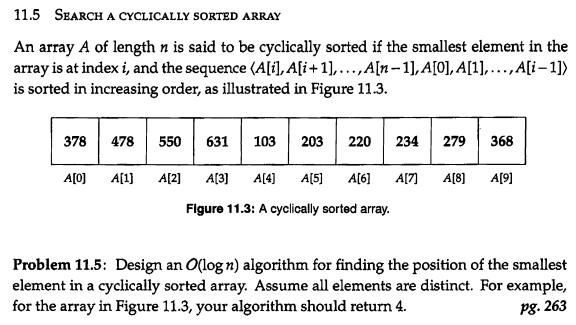 11.5 SEARCH A CYCLICALLY SORTED ARRAY
An array A of length n is said to be cyclically sorted if the smallest element in the
array is at index i, and the sequence ⟨A[i], A[i+1], . . . , A[n−1], A[0], A[1], . . . , A[i−1]⟩
is sorted in increasing order, as illustrated in Figure 11.3.
378 478 550 631 103 203 220 234 279 368
A[0] A[1] A[2] A[3] A[4] A[5] A[6] A[7] A[8] A[9]
Figure 11.3: A cyclically sorted array.
Problem 11.5: Design an O(log n) algorithm for finding the position of the smallest
element in a cyclically sorted array. Assume all elements are distinct. For example,
for the array in Figure 11.3, your algorithm should return 4. pg. 263